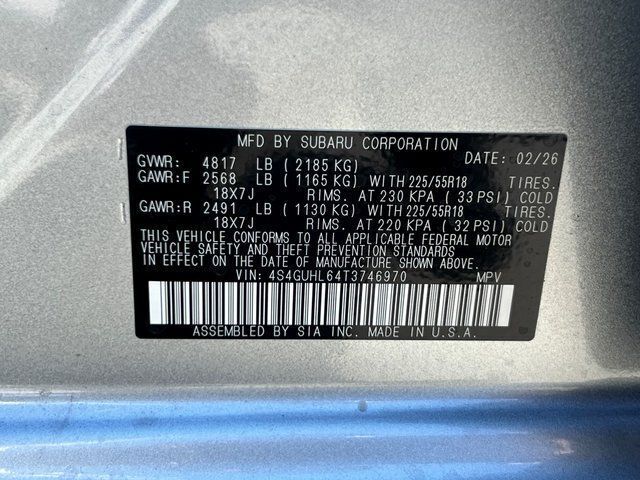 MFD BY SUBARU CORPORATION
GVWR: 4817 LB (2185 KG) DATE: 02/26
GAWR:F 2568 LB (1165 KG) WITH 225/55R18 TIRES.
18X7J RIMS. AT 230 KPA (33 PSI) COLD
GAWR:R 2491 LB (1130 KG) WITH 225/55R18 TIRES.
18X7J RIMS. AT 220 KPA (32 PSI) COLD
THIS VEHICLE CONFORMS TO ALL APPLICABLE FEDERAL MOTOR
VEHICLE SAFETY AND THEFT PREVENTION STANDARDS
IN EFFECT ON THE DATE OF MANUFACTURE SHOWN ABOVE.
VIN: 4S4GUHL64T3746970 MPV
ASSEMBLED BY SIA INC. MADE IN U.S.A.